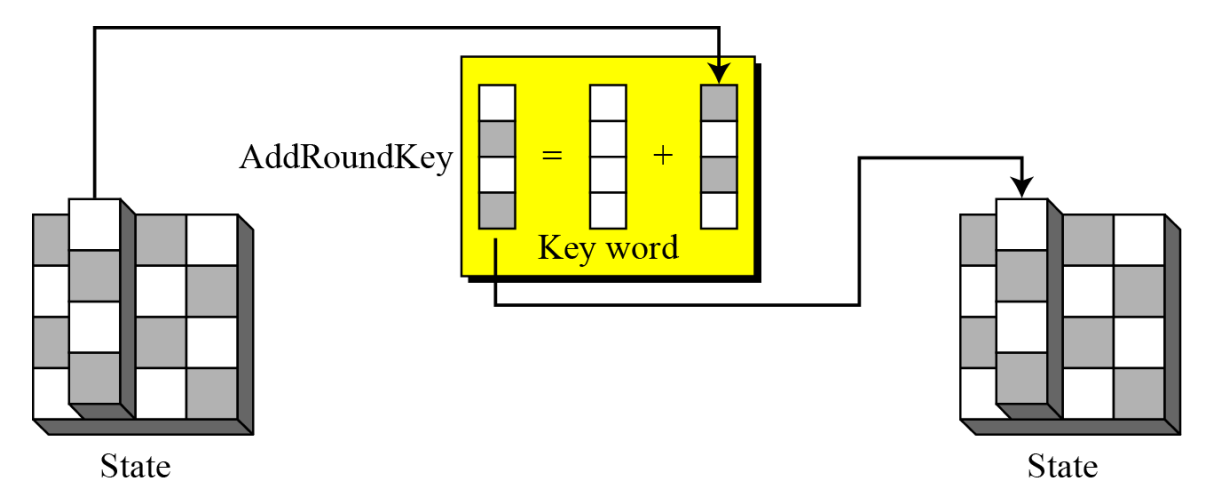 AddRoundKey
= +
Key word
State
State